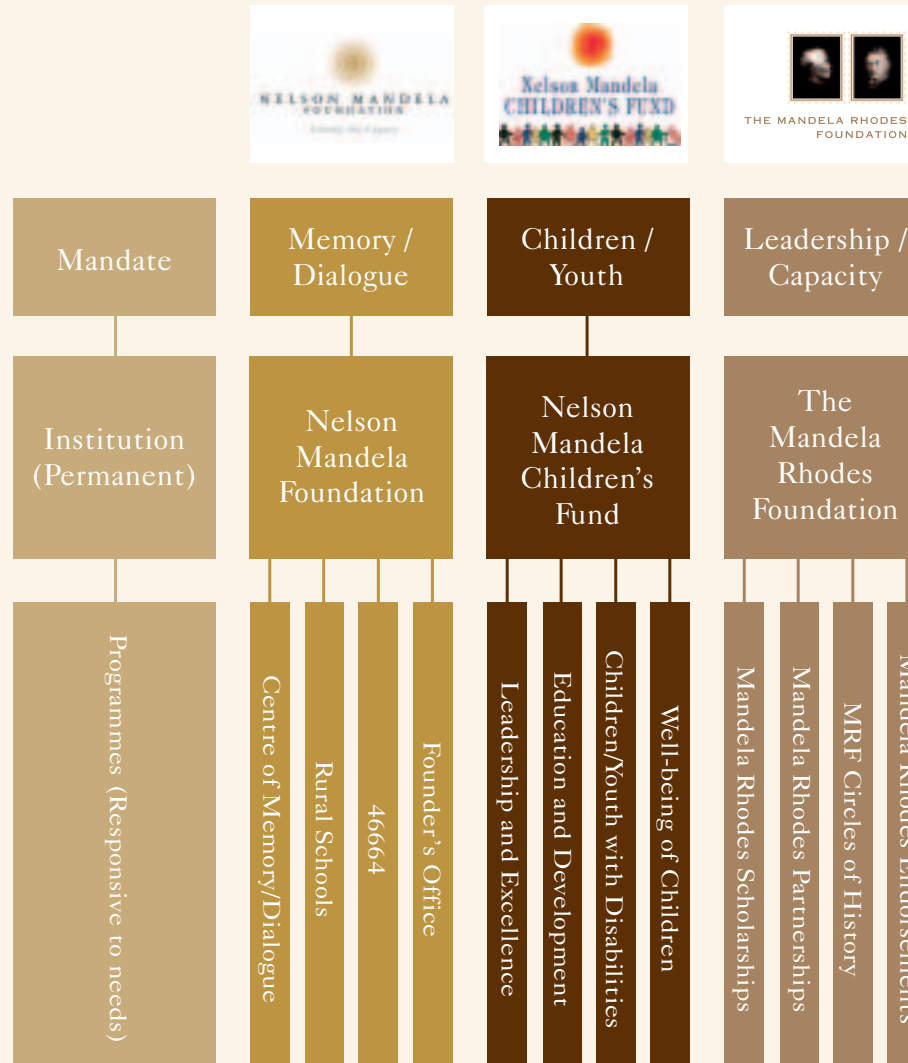 NELSON MANDELA
FOUNDATION
Nelson Mandela
CHILDREN'S FUND
THE MANDELA RHODES
FOUNDATION
Mandate
Memory /
Dialogue
Children /
Youth
Leadership /
Capacity
Institution
(Permanent)
Nelson
Mandela
Foundation
Nelson
Mandela
Children's
Fund
The
Mandela
Rhodes
Foundation
Programmes (Responsive to needs)
Centre of Memory/Dialogue
Rural Schools
46664
Founder's Office
Leadership and Excellence
Education and Development
Children/Youth with Disabilities
Well-being of Children
Mandela Rhodes Scholarships
Mandela Rhodes Partnerships
MRF Circles of History
Mandela Rhodes Endorsements